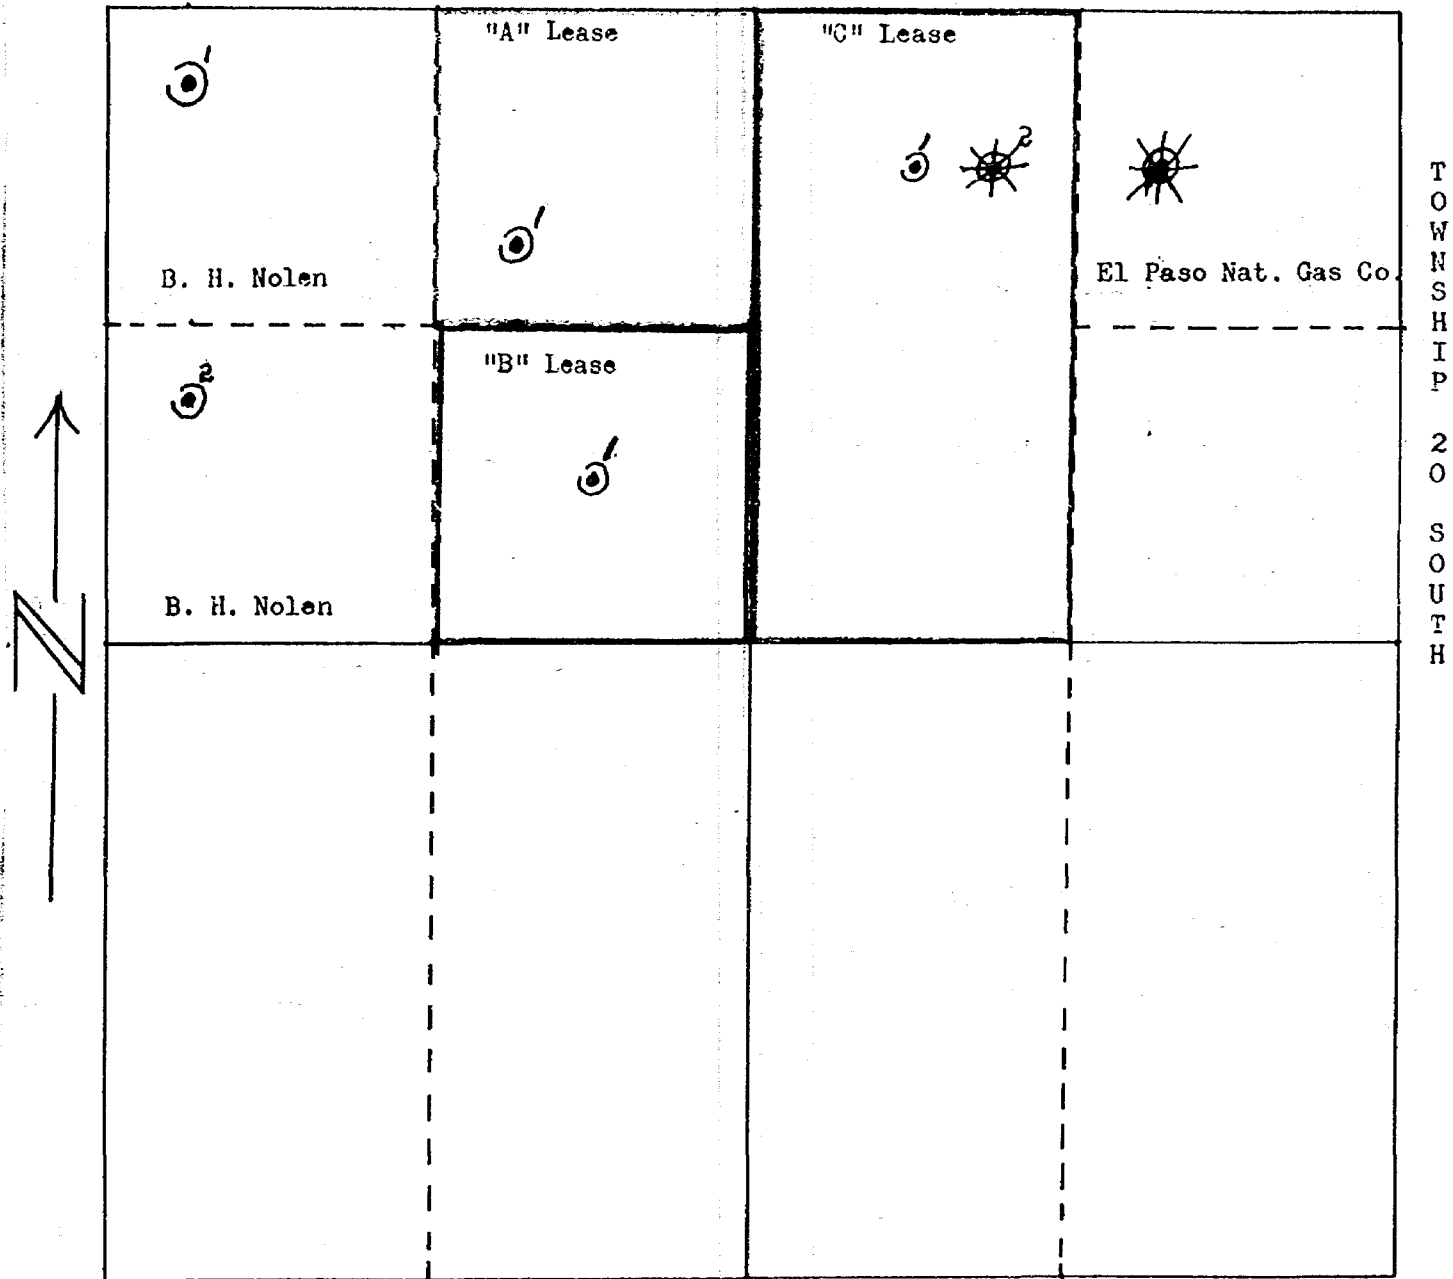 "A" Lease
"C" Lease
1
1
2
1
B. H. Nolen
El Paso Nat. Gas Co.
"B" Lease
2
1
B. H. Nolen
N
TOWNSHIP 20 SOUTH